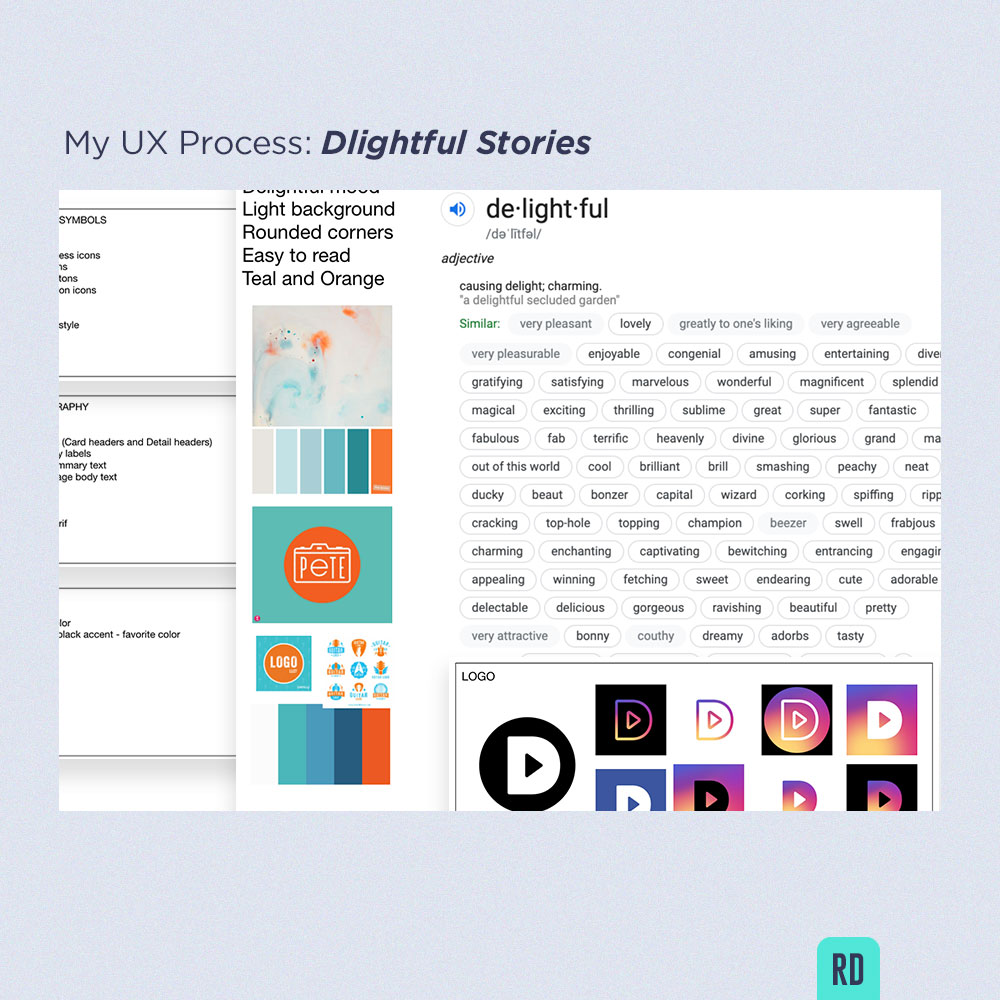 My UX Process: Dlightful Stories
SYMBOLS
ess icons
ns
tons
on icons
style
RAPHY
(Card headers and Detail headers)
y labels
mmary text
age body text
rif
lor
black accent - favorite color
Delightful mood
Light background
Rounded corners
Easy to read
Teal and Orange
PeTE
LOGO
de·light·ful
/dəˈlītfəl/
adjective
causing delight; charming.
"a delightful secluded garden"
Similar: very pleasant lovely greatly to one's liking very agreeable
very pleasurable enjoyable congenial amusing entertaining diver
gratifying satisfying marvelous wonderful magnificent splendid
magical exciting thrilling sublime great super fantastic
fabulous fab terrific heavenly divine glorious grand ma
out of this world cool brilliant brill smashing peachy neat
ducky beaut bonzer capital wizard corking spiffing ripp
cracking top-hole topping champion beezer swell frabjous
charming enchanting captivating bewitching entrancing engagin
appealing winning fetching sweet endearing cute adorable
delectable delicious gorgeous ravishing beautiful pretty
very attractive bonny couthy dreamy adorbs tasty
LOGO
RD